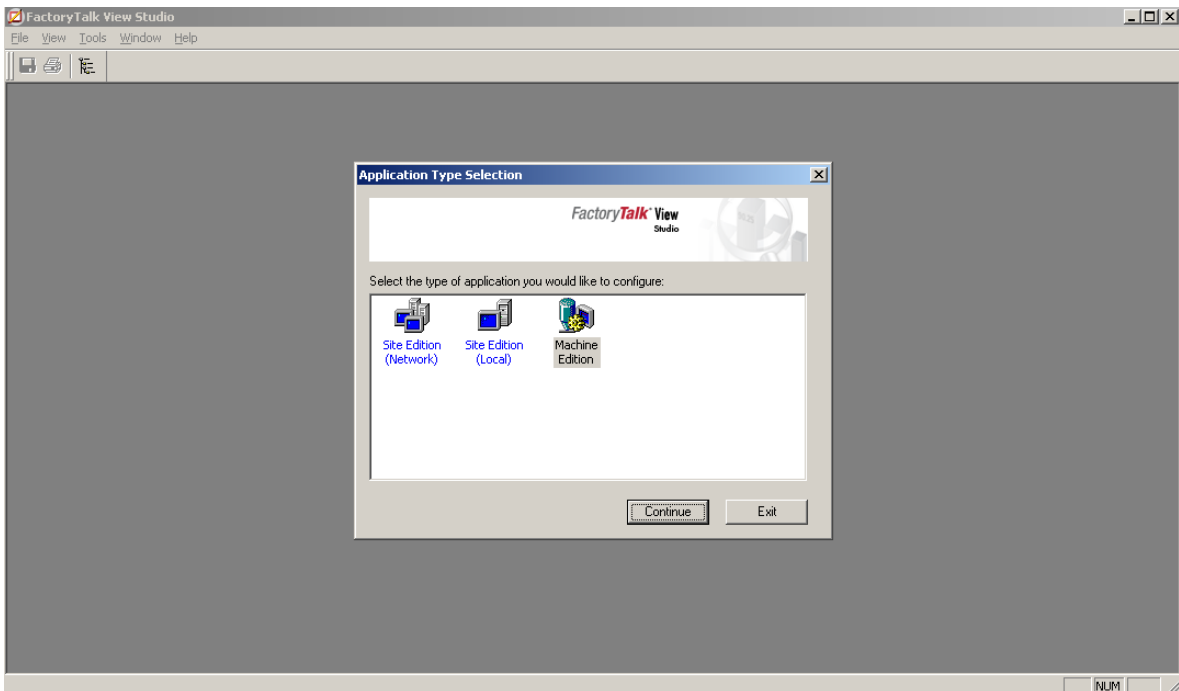 FactoryTalk View Studio
File View Tools Window Help
Application Type Selection
FactoryTalk View
Studio
Select the type of application you would like to configure:
Site Edition Site Edition Machine
(Network) (Local) Edition
Continue Exit
NUM